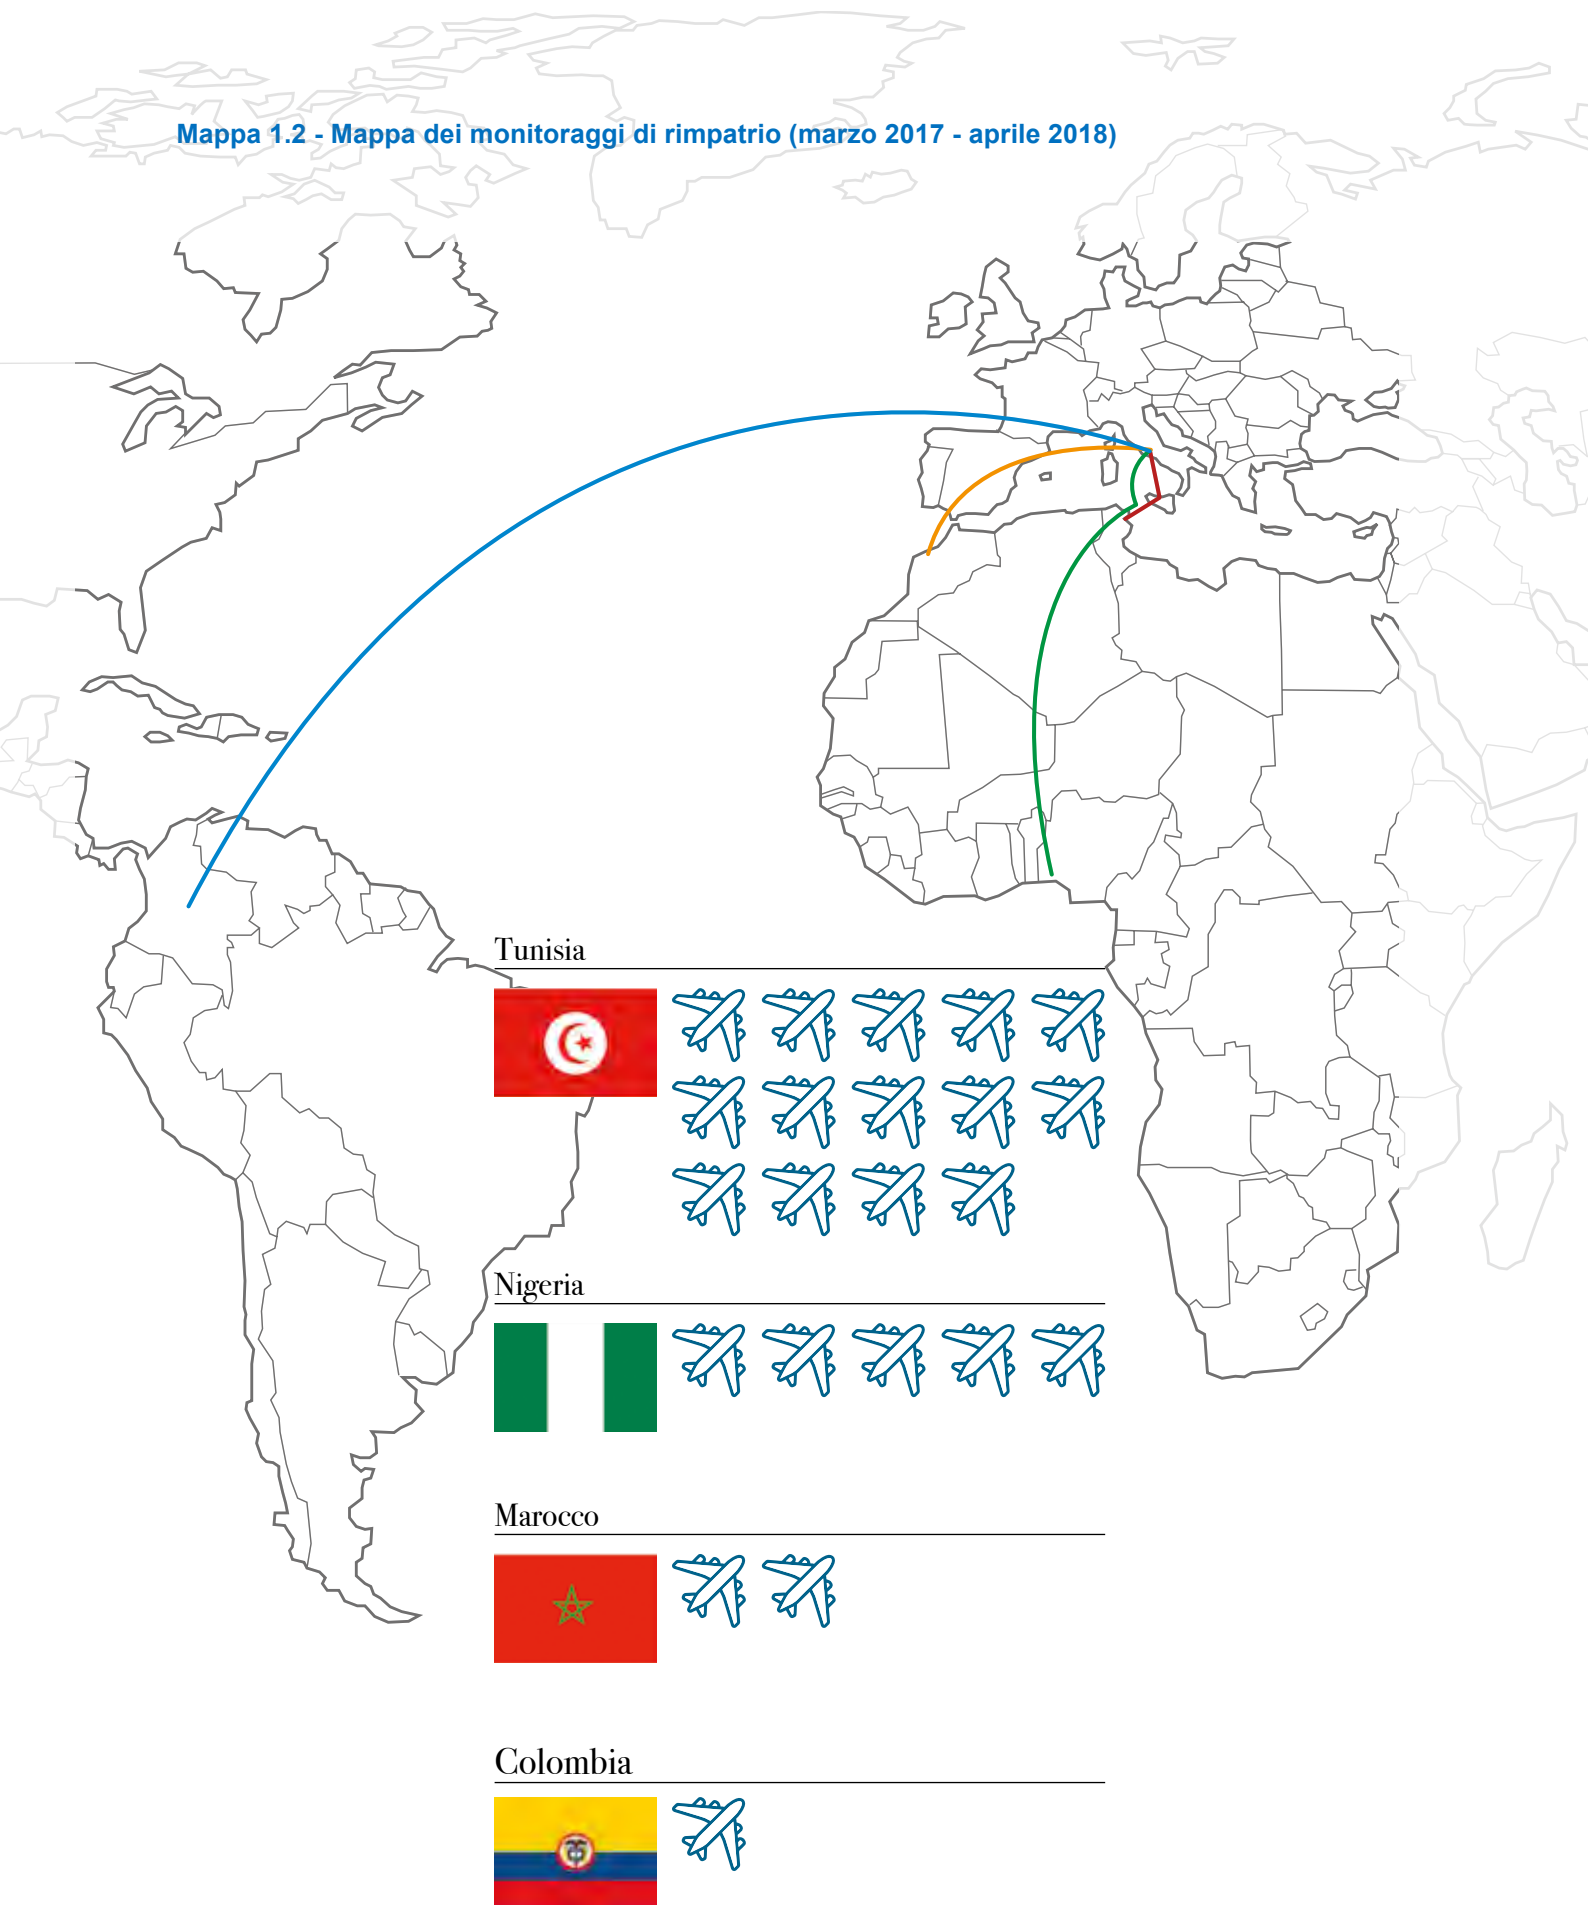 Mappa 1.2 - Mappa dei monitoraggi di rimpatrio (marzo 2017 - aprile 2018)
Tunisia
Nigeria
Marocco
Colombia